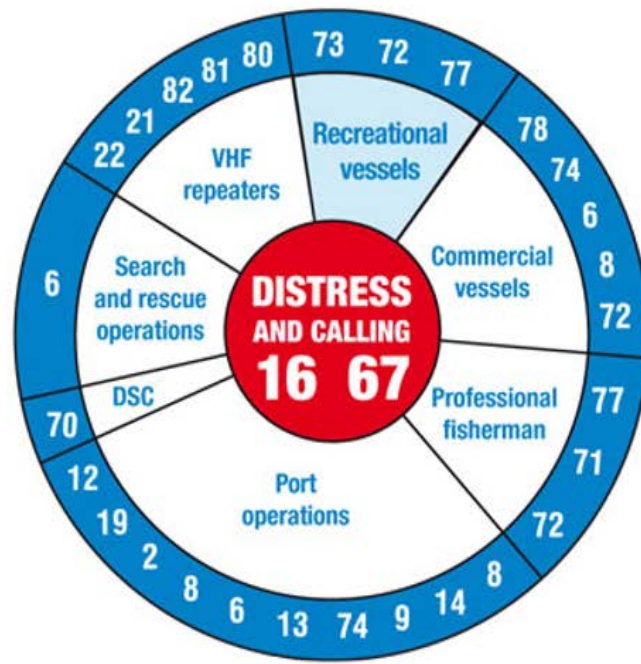 DISTRESS
AND CALLING
16 67
Recreational
vessels
73 72 77
Commercial
vessels
78
74
6
8
72
Professional
fisherman
77
71
72
Port
operations
8
14
9
74
13
6
8
2
19
12
DSC
70
Search
and rescue
operations
6
VHF
repeaters
22
21
82
81
80